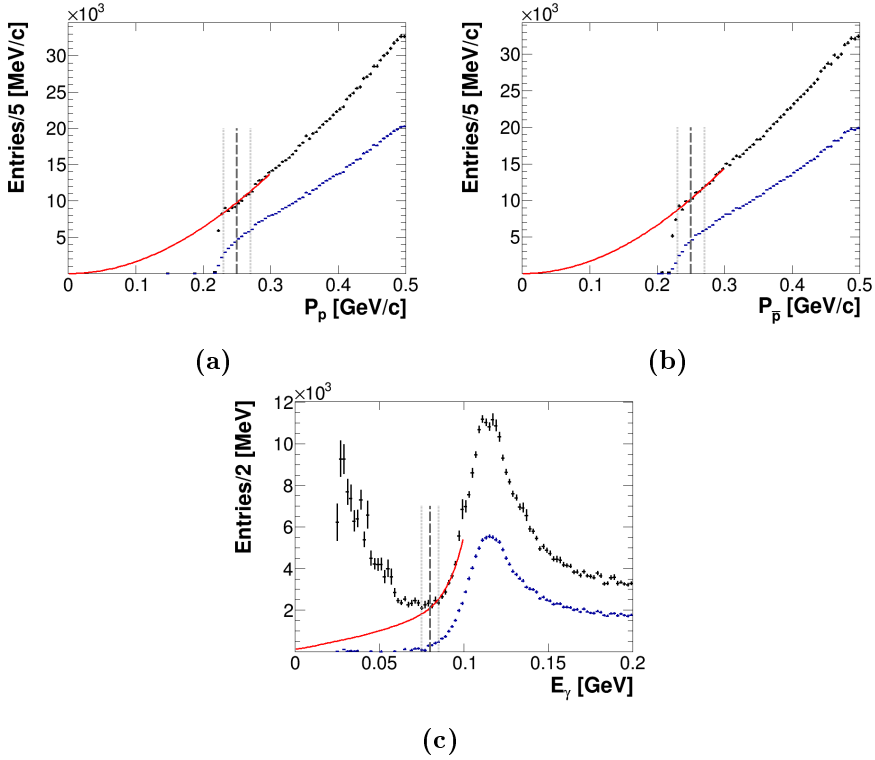 ×10³ ×10³
Entries/5 [MeV/c] Entries/5 [MeV/c]
30 30
25 25
20 20
15 15
10 10
5 5
0 0.1 0.2 0.3 0.4 0.5 0 0.1 0.2 0.3 0.4 0.5
Pₚ [GeV/c] P_p̅ [GeV/c]
(a) (b)
×10³
Entries/2 [MeV]
12
10
8
6
4
2
0 0.05 0.1 0.15 0.2
E_γ [GeV]
(c)